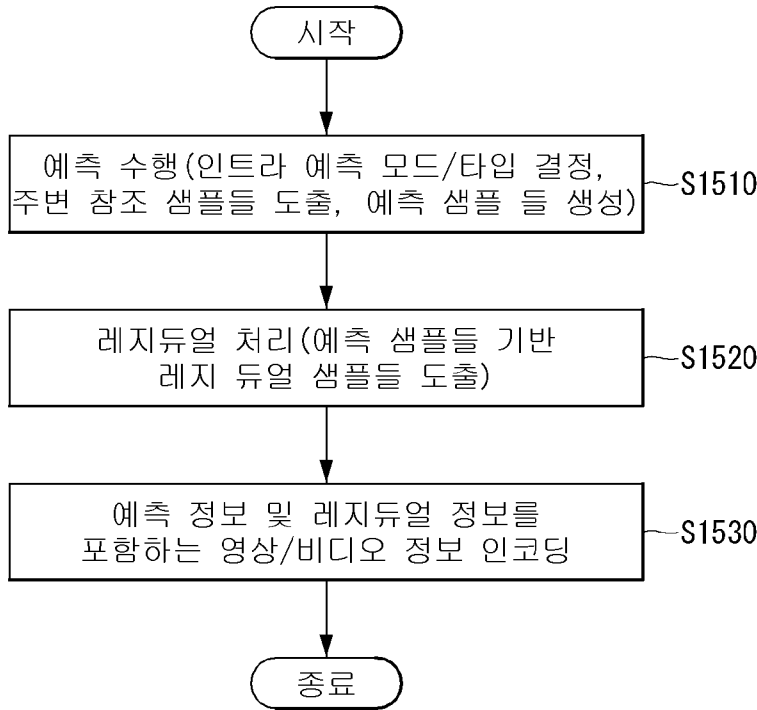 시작
예측 수행(인트라 예측 모드/타입 결정,
주변 참조 샘플들 도출, 예측 샘플 들 생성)
S1510
레지듀얼 처리(예측 샘플들 기반
레지 듀얼 샘플들 도출)
S1520
예측 정보 및 레지듀얼 정보를
포함하는 영상/비디오 정보 인코딩
S1530
종료